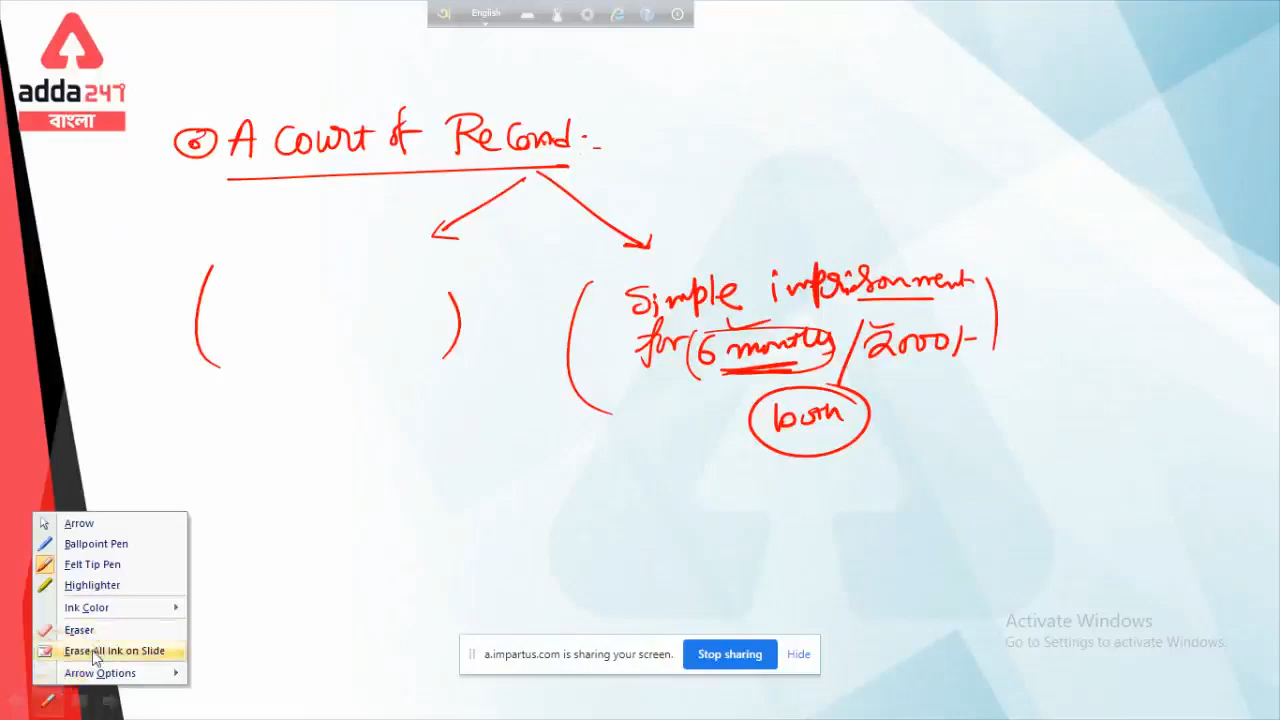 English
adda247
বাংলা
A Court of Record :-
( ) ( Simple imprisonment
for (6 months) / 2000/- )
both
Arrow
Ballpoint Pen
Felt Tip Pen
Highlighter
Ink Color
Eraser
Erase All Ink on Slide
Arrow Options
a.impartus.com is sharing your screen. Stop sharing Hide
Activate Windows
Go to Settings to activate Windows.